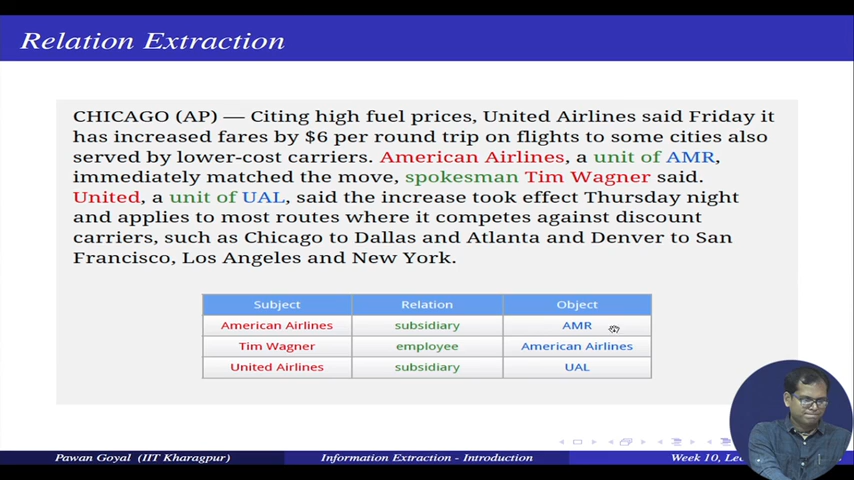 Relation Extraction
CHICAGO (AP) — Citing high fuel prices, United Airlines said Friday it
has increased fares by $6 per round trip on flights to some cities also
served by lower-cost carriers. American Airlines, a unit of AMR,
immediately matched the move, spokesman Tim Wagner said.
United, a unit of UAL, said the increase took effect Thursday night
and applies to most routes where it competes against discount
carriers, such as Chicago to Dallas and Atlanta and Denver to San
Francisco, Los Angeles and New York.
Subject Relation Object
American Airlines subsidiary AMR
Tim Wagner employee American Airlines
United Airlines subsidiary UAL
Pawan Goyal (IIT Kharagpur) Information Extraction - Introduction Week 10,